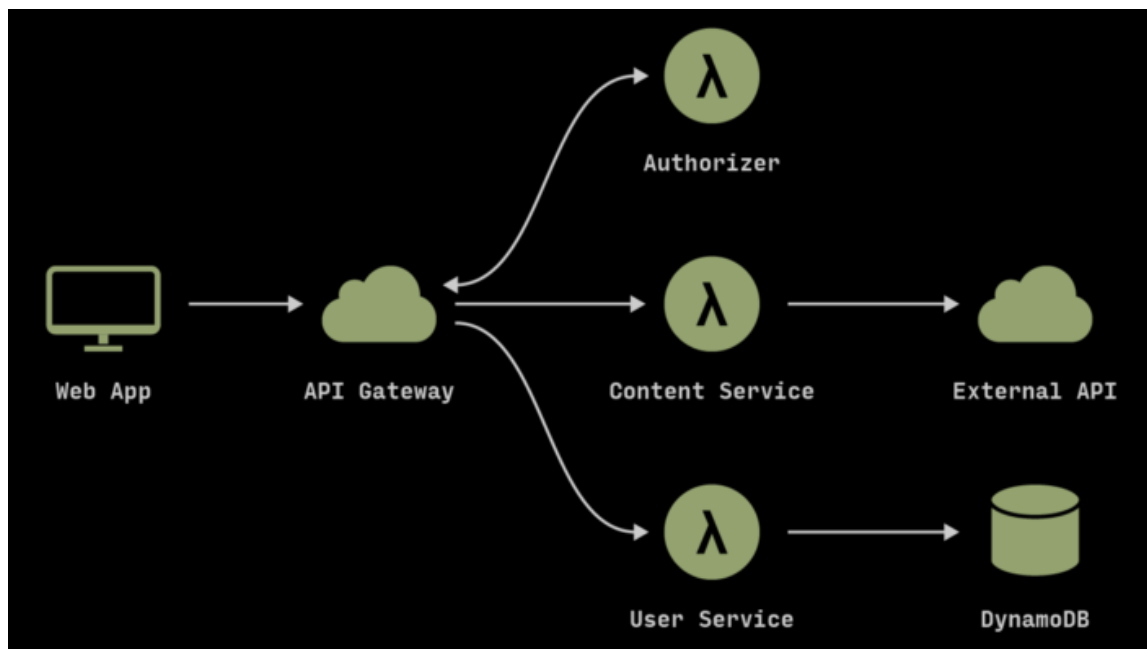 λ
Authorizer
λ
Web App
API Gateway
Content Service
External API
λ
User Service
DynamoDB